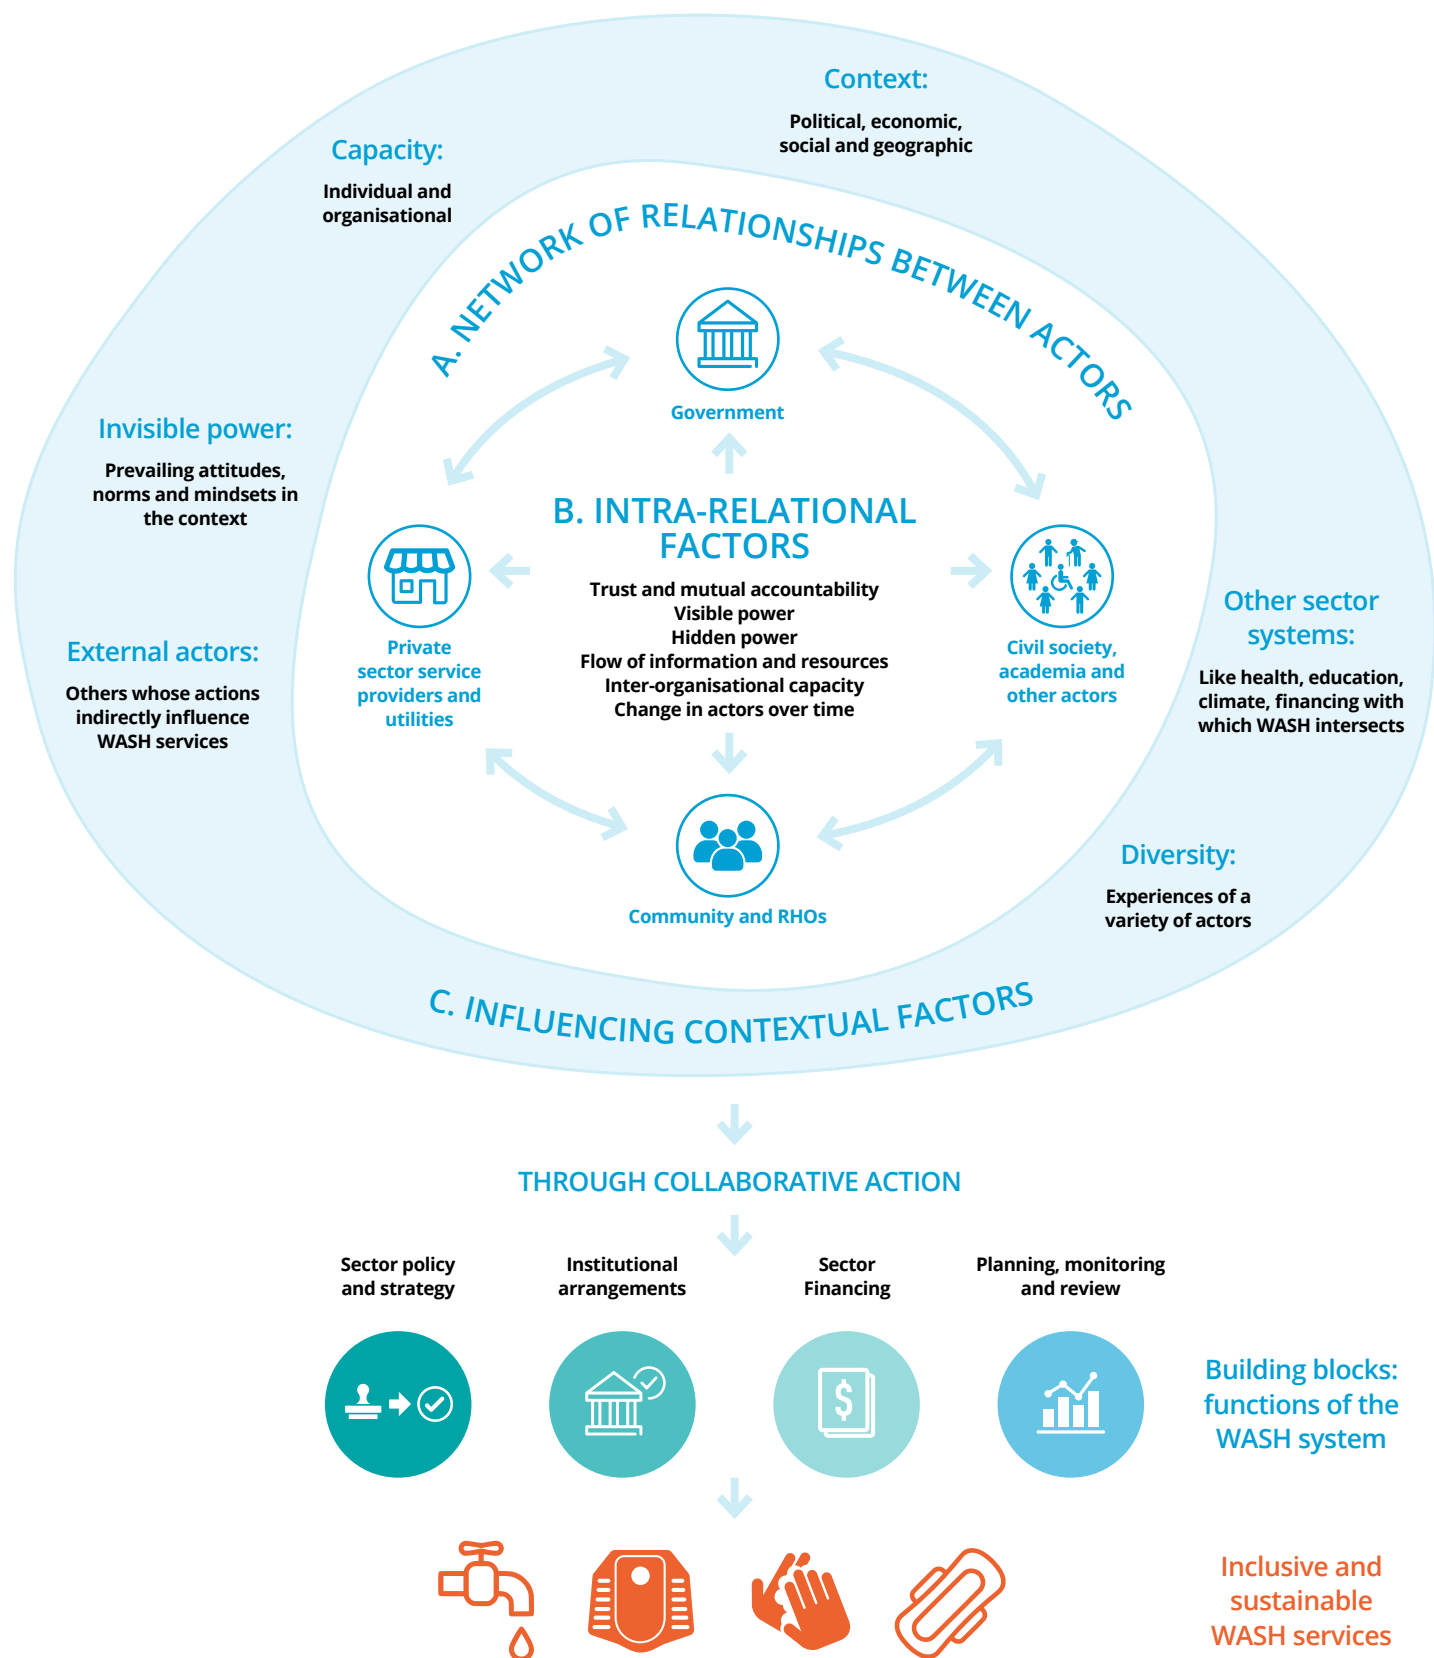 Context:
Political, economic,
social and geographic
Capacity:
Individual and
organisational
A. NETWORK OF RELATIONSHIPS BETWEEN ACTORS
Government
Invisible power:
Prevailing attitudes,
norms and mindsets in
the context
B. INTRA-RELATIONAL
FACTORS
Trust and mutual accountability
Visible power
Hidden power
Flow of information and resources
Inter-organisational capacity
Change in actors over time
Private
sector service
providers and
utilities
Civil society,
academia and
other actors
External actors:
Others whose actions
indirectly influence
WASH services
Other sector
systems:
Like health, education,
climate, financing with
which WASH intersects
Diversity:
Experiences of a
variety of actors
Community and RHOs
C. INFLUENCING CONTEXTUAL FACTORS
THROUGH COLLABORATIVE ACTION
Sector policy
and strategy
Institutional
arrangements
Sector
Financing
Planning, monitoring
and review
$
Building blocks:
functions of the
WASH system
Inclusive and
sustainable
WASH services